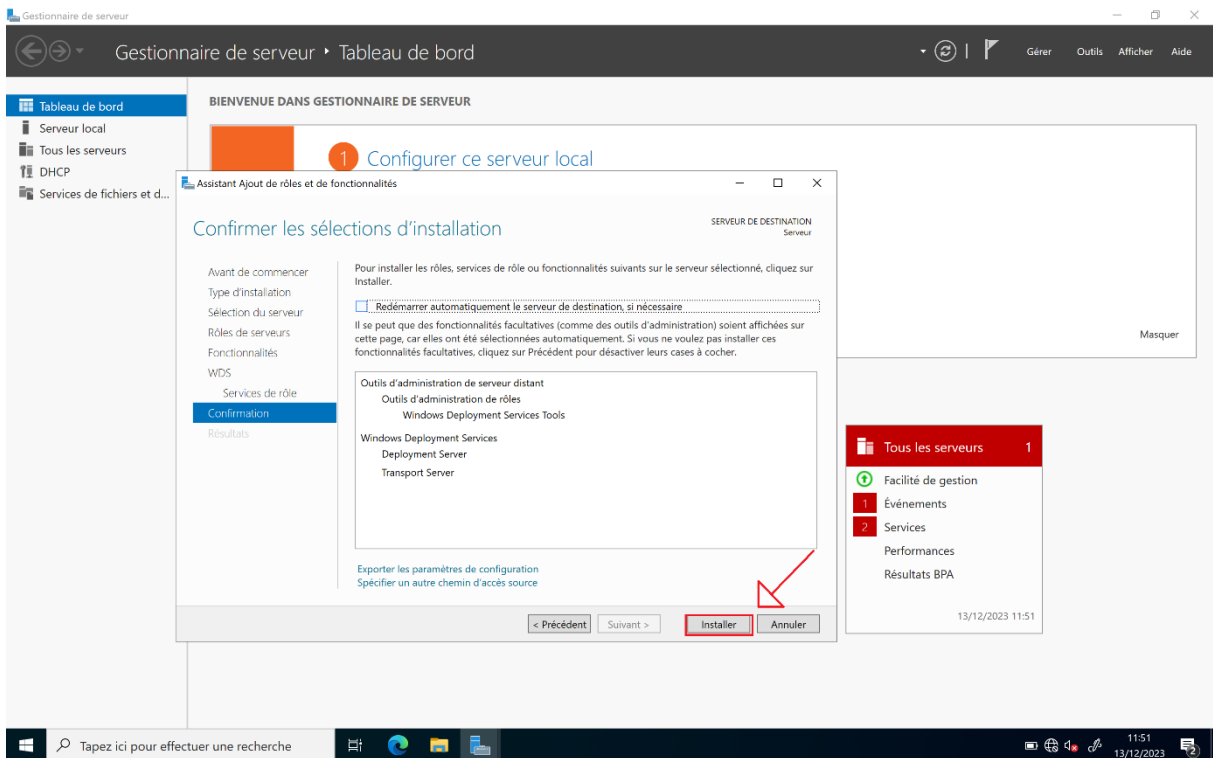 Gestionnaire de serveur
Gestionnaire de serveur • Tableau de bord
Gérer Outils Afficher Aide
Tableau de bord
Serveur local
Tous les serveurs
DHCP
Services de fichiers et d...
BIENVENUE DANS GESTIONNAIRE DE SERVEUR
1 Configurer ce serveur local
Assistant Ajout de rôles et de fonctionnalités
Confirmer les sélections d'installation
SERVEUR DE DESTINATION
Serveur
Avant de commencer
Type d'installation
Sélection du serveur
Rôles de serveurs
Fonctionnalités
WDS
Services de rôle
Confirmation
Résultats
Pour installer les rôles, services de rôle ou fonctionnalités suivants sur le serveur sélectionné, cliquez sur
Installer.
Redémarrer automatiquement le serveur de destination, si nécessaire
Il se peut que des fonctionnalités facultatives (comme des outils d'administration) soient affichées sur
cette page, car elles ont été sélectionnées automatiquement. Si vous ne voulez pas installer ces
fonctionnalités facultatives, cliquez sur Précédent pour désactiver leurs cases à cocher.
Outils d'administration de serveur distant
Outils d'administration de rôles
Windows Deployment Services Tools
Windows Deployment Services
Deployment Server
Transport Server
Exporter les paramètres de configuration
Spécifier un autre chemin d'accès source
< Précédent Suivant > Installer Annuler
Masquer
Tous les serveurs 1
Facilité de gestion
1 Événements
2 Services
Performances
Résultats BPA
13/12/2023 11:51
Tapez ici pour effectuer une recherche
11:51
13/12/2023
2